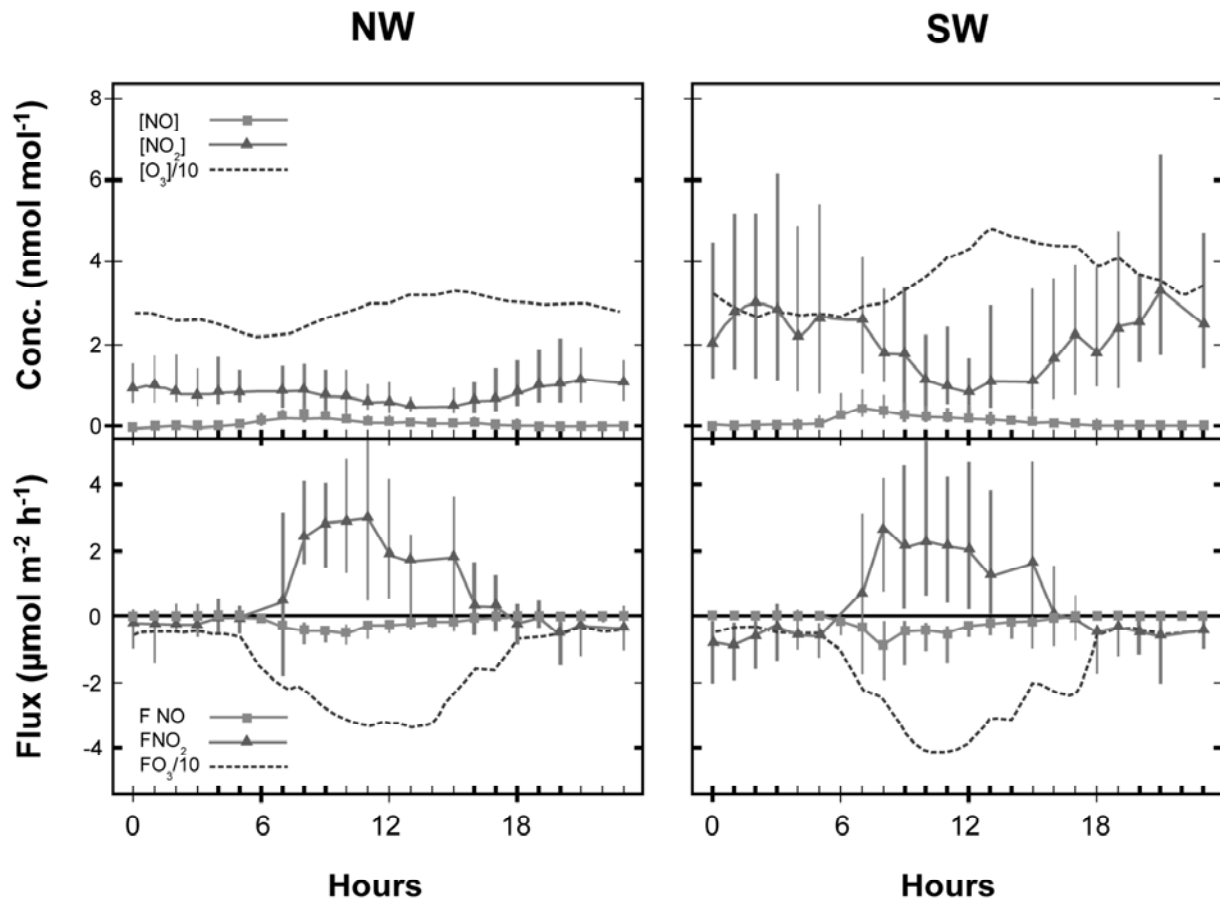 NW
SW
Conc. (nmol mol⁻¹)
8
6
4
2
0
[NO]
[NO₂]
[O₃]/10
Flux (µmol m⁻² h⁻¹)
4
2
0
-2
-4
F NO
FNO₂
FO₃/10
0 6 12 18
0 6 12 18
Hours
Hours